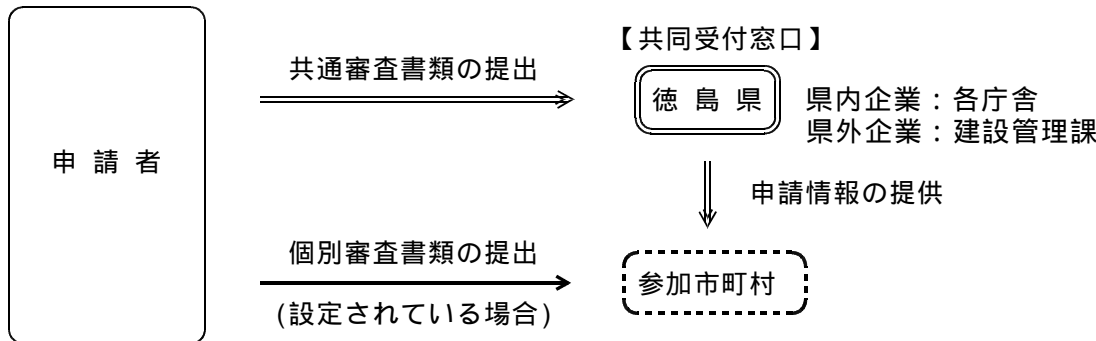 【共同受付窓口】
共通審査書類の提出
徳島県
県内企業：各庁舎
県外企業：建設管理課
申請者
申請情報の提供
個別審査書類の提出
(設定されている場合)
参加市町村